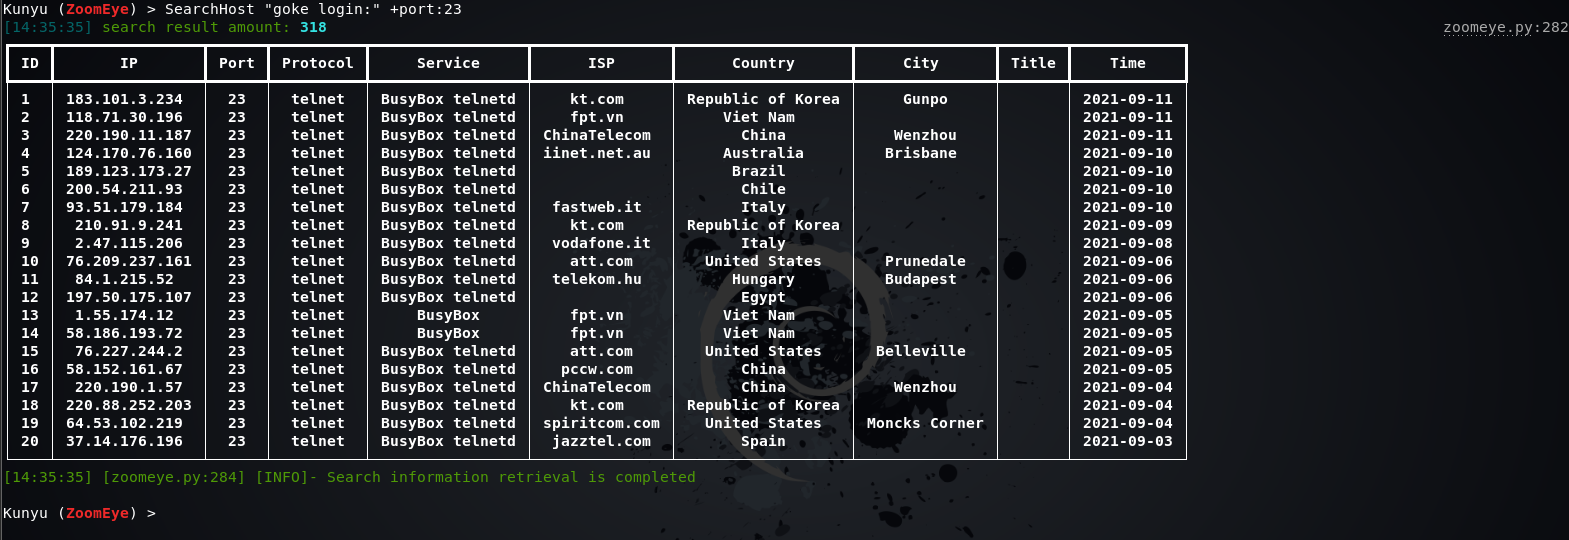 Kunyu (ZoomEye) > SearchHost "goke login:" +port:23
[14:35:35] search result amount: 318 zoomeye.py:282
ID IP Port Protocol Service ISP Country City Title Time
1 183.101.3.234 23 telnet BusyBox telnetd kt.com Republic of Korea Gunpo 2021-09-11
2 118.71.30.196 23 telnet BusyBox telnetd fpt.vn Viet Nam 2021-09-11
3 220.190.11.187 23 telnet BusyBox telnetd ChinaTelecom China Wenzhou 2021-09-11
4 124.170.76.160 23 telnet BusyBox telnetd iinet.net.au Australia Brisbane 2021-09-10
5 189.123.173.27 23 telnet BusyBox telnetd Brazil 2021-09-10
6 200.54.211.93 23 telnet BusyBox telnetd Chile 2021-09-10
7 93.51.179.184 23 telnet BusyBox telnetd fastweb.it Italy 2021-09-10
8 210.91.9.241 23 telnet BusyBox telnetd kt.com Republic of Korea 2021-09-09
9 2.47.115.206 23 telnet BusyBox telnetd vodafone.it Italy 2021-09-08
10 76.209.237.161 23 telnet BusyBox telnetd att.com United States Prunedale 2021-09-06
11 84.1.215.52 23 telnet BusyBox telnetd telekom.hu Hungary Budapest 2021-09-06
12 197.50.175.107 23 telnet BusyBox telnetd Egypt 2021-09-06
13 1.55.174.12 23 telnet BusyBox fpt.vn Viet Nam 2021-09-05
14 58.186.193.72 23 telnet BusyBox fpt.vn Viet Nam 2021-09-05
15 76.227.244.2 23 telnet BusyBox telnetd att.com United States Belleville 2021-09-05
16 58.152.161.67 23 telnet BusyBox telnetd pccw.com China 2021-09-05
17 220.190.1.57 23 telnet BusyBox telnetd ChinaTelecom China Wenzhou 2021-09-04
18 220.88.252.203 23 telnet BusyBox telnetd kt.com Republic of Korea 2021-09-04
19 64.53.102.219 23 telnet BusyBox telnetd spiritcom.com United States Moncks Corner 2021-09-04
20 37.14.176.196 23 telnet BusyBox telnetd jazztel.com Spain 2021-09-03
[14:35:35] [zoomeye.py:284] [INFO]- Search information retrieval is completed
Kunyu (ZoomEye) >